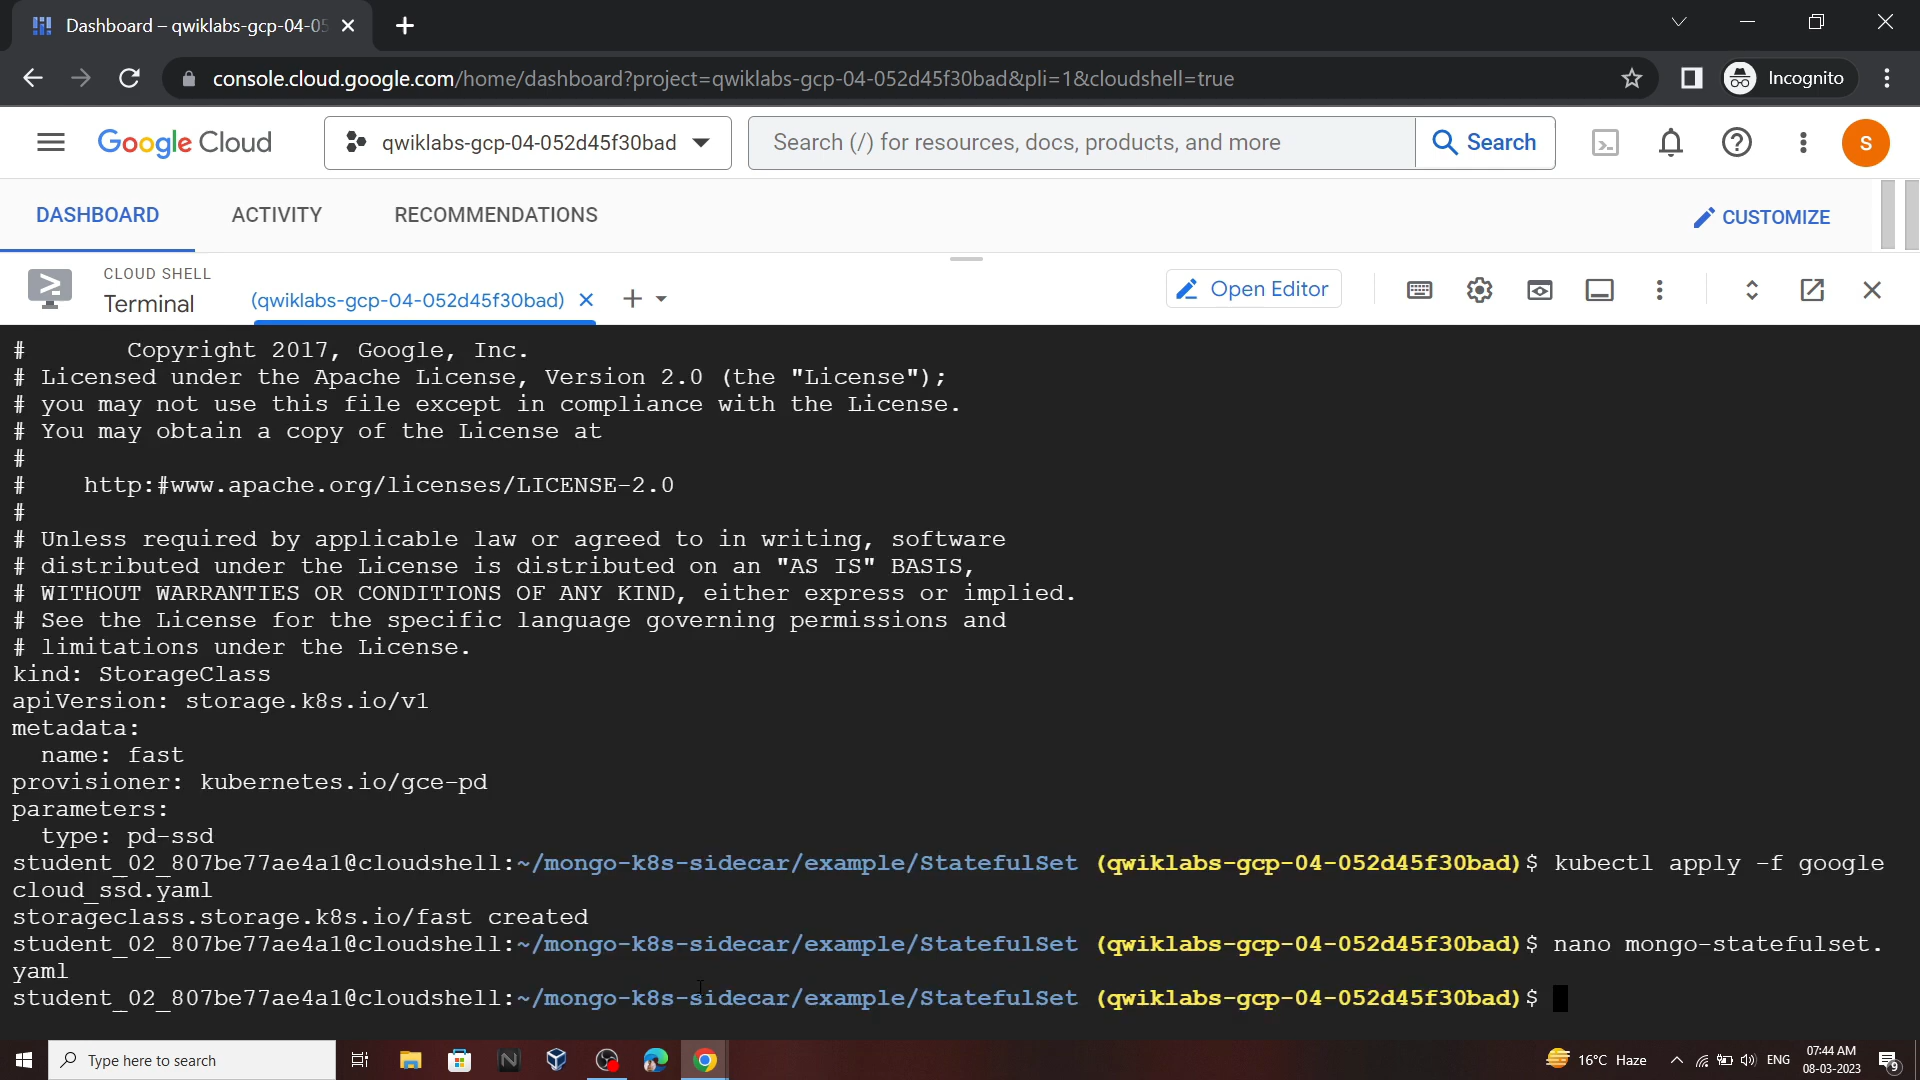 Dashboard – qwiklabs-gcp-04-05
console.cloud.google.com/home/dashboard?project=qwiklabs-gcp-04-052d45f30bad&pli=1&cloudshell=true
Incognito
Google Cloud
qwiklabs-gcp-04-052d45f30bad
Search (/) for resources, docs, products, and more
Search
S
DASHBOARD
ACTIVITY
RECOMMENDATIONS
CUSTOMIZE
CLOUD SHELL
Terminal
(qwiklabs-gcp-04-052d45f30bad)
Open Editor
#       Copyright 2017, Google, Inc.
# Licensed under the Apache License, Version 2.0 (the "License");
# you may not use this file except in compliance with the License.
# You may obtain a copy of the License at
#
#    http:#www.apache.org/licenses/LICENSE-2.0
#
# Unless required by applicable law or agreed to in writing, software
# distributed under the License is distributed on an "AS IS" BASIS,
# WITHOUT WARRANTIES OR CONDITIONS OF ANY KIND, either express or implied.
# See the License for the specific language governing permissions and
# limitations under the License.
kind: StorageClass
apiVersion: storage.k8s.io/v1
metadata:
  name: fast
provisioner: kubernetes.io/gce-pd
parameters:
  type: pd-ssd
student_02_807be77ae4a1@cloudshell:~/mongo-k8s-sidecar/example/StatefulSet (qwiklabs-gcp-04-052d45f30bad)$ kubectl apply -f google
cloud_ssd.yaml
storageclass.storage.k8s.io/fast created
student_02_807be77ae4a1@cloudshell:~/mongo-k8s-sidecar/example/StatefulSet (qwiklabs-gcp-04-052d45f30bad)$ nano mongo-statefulset.
yaml
student_02_807be77ae4a1@cloudshell:~/mongo-k8s-sidecar/example/StatefulSet (qwiklabs-gcp-04-052d45f30bad)$
Type here to search
16°C Haze
ENG
07:44 AM
08-03-2023
9